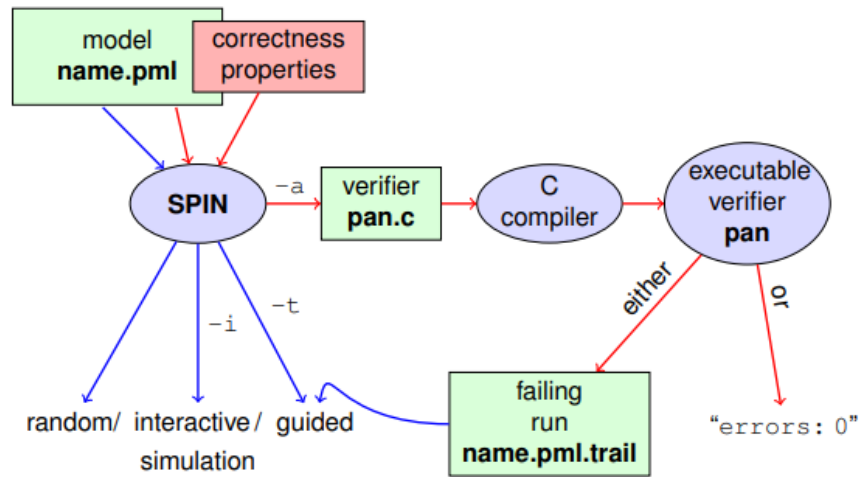 model
name.pml
correctness
properties
SPIN
-a
verifier
pan.c
C
compiler
executable
verifier
pan
either
or
-i
-t
random/ interactive / guided
simulation
failing
run
name.pml.trail
“errors: 0”